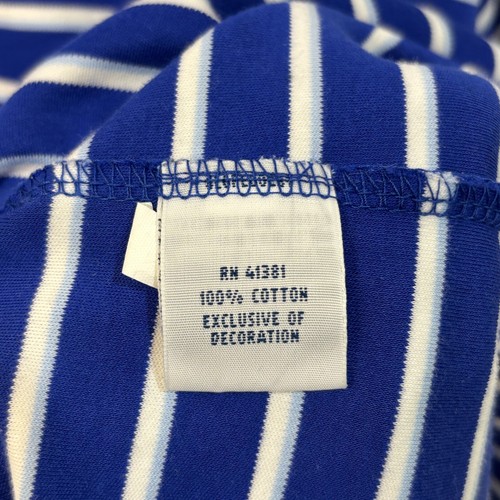 RN 41381
100% COTTON
EXCLUSIVE OF
DECORATION